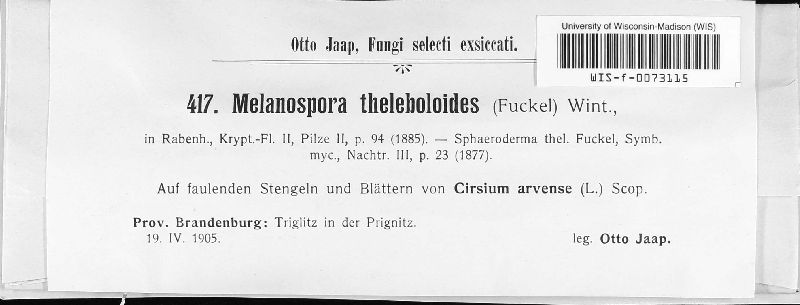 University of Wisconsin-Madison (WIS)
WIS-f-0073115
Otto Jaap, Fungi selecti exsiccati.
417. Melanospora theleboloides (Fuckel) Wint.,
in Rabenh., Krypt.-Fl. II, Pilze II, p. 94 (1885). — Sphaeroderma thel. Fuckel, Symb.
myc., Nachtr. III, p. 23 (1877).
Auf faulenden Stengeln und Blättern von Cirsium arvense (L.) Scop.
Prov. Brandenburg: Triglitz in der Prignitz.
19. IV. 1905. leg. Otto Jaap.